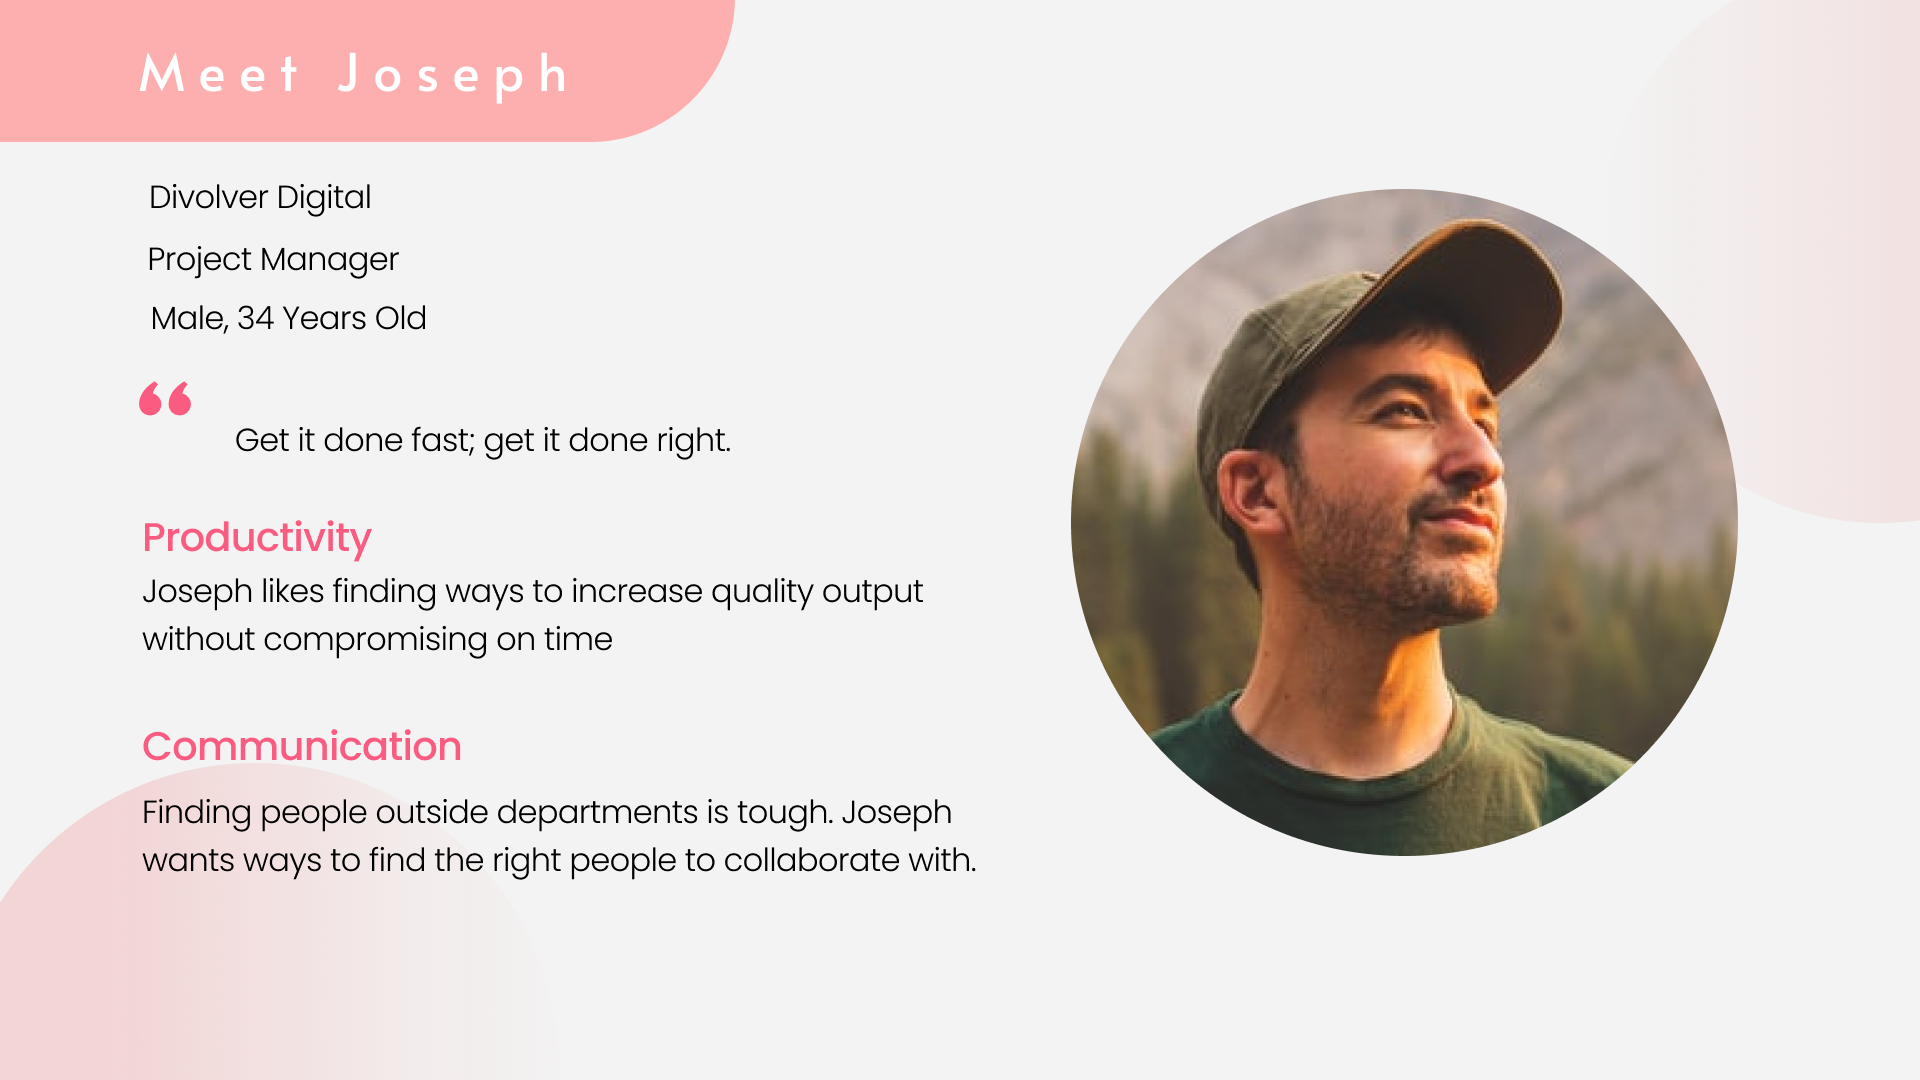 Meet Joseph
Divolver Digital
Project Manager
Male, 34 Years Old
“
Get it done fast; get it done right.
Productivity
Joseph likes finding ways to increase quality output
without compromising on time
Communication
Finding people outside departments is tough. Joseph
wants ways to find the right people to collaborate with.